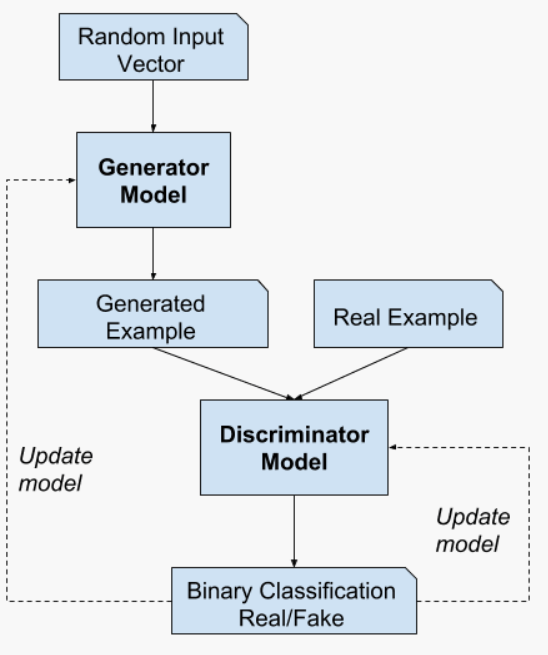 Random Input
Vector
Generator
Model
Generated
Example
Real Example
Discriminator
Model
Update
model
Update
model
Binary Classification
Real/Fake